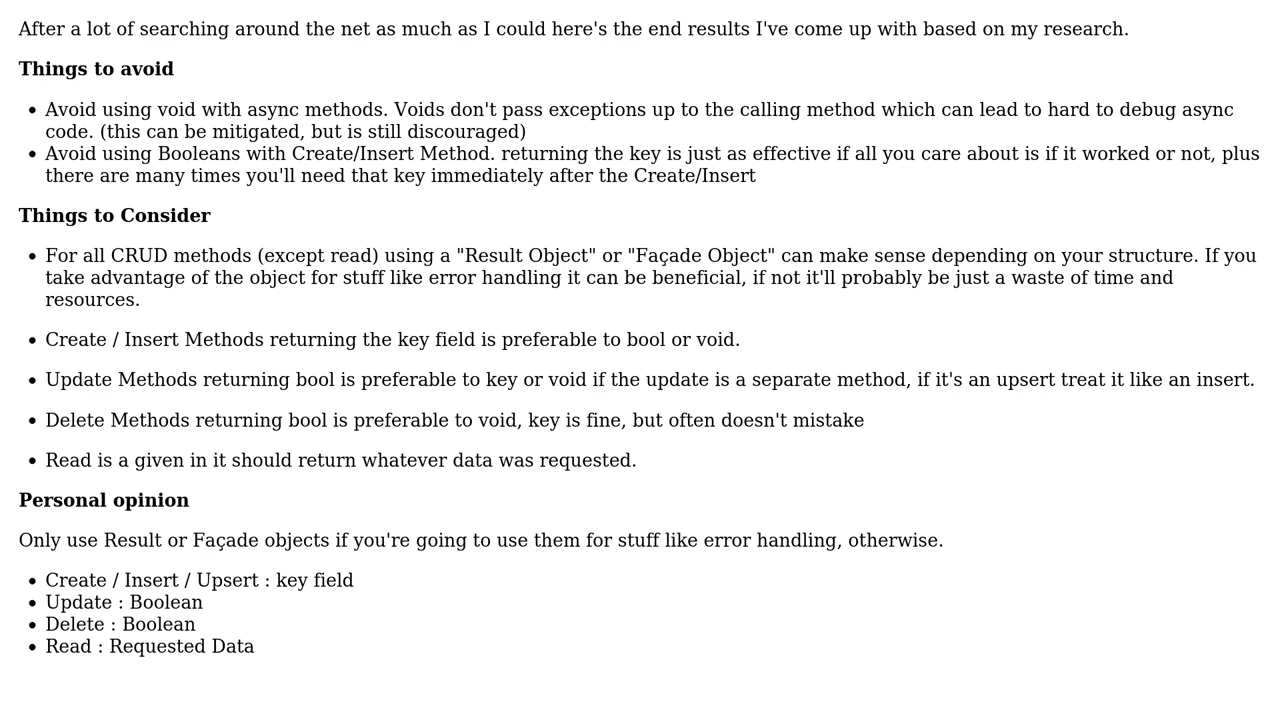 After a lot of searching around the net as much as I could here's the end results I've come up with based on my research.
Things to avoid
• Avoid using void with async methods. Voids don't pass exceptions up to the calling method which can lead to hard to debug async
code. (this can be mitigated, but is still discouraged)
• Avoid using Booleans with Create/Insert Method. returning the key is just as effective if all you care about is if it worked or not, plus
there are many times you'll need that key immediately after the Create/Insert
Things to Consider
• For all CRUD methods (except read) using a "Result Object" or "Façade Object" can make sense depending on your structure. If you
take advantage of the object for stuff like error handling it can be beneficial, if not it'll probably be just a waste of time and
resources.
• Create / Insert Methods returning the key field is preferable to bool or void.
• Update Methods returning bool is preferable to key or void if the update is a separate method, if it's an upsert treat it like an insert.
• Delete Methods returning bool is preferable to void, key is fine, but often doesn't mistake
• Read is a given in it should return whatever data was requested.
Personal opinion
Only use Result or Façade objects if you're going to use them for stuff like error handling, otherwise.
• Create / Insert / Upsert : key field
• Update : Boolean
• Delete : Boolean
• Read : Requested Data